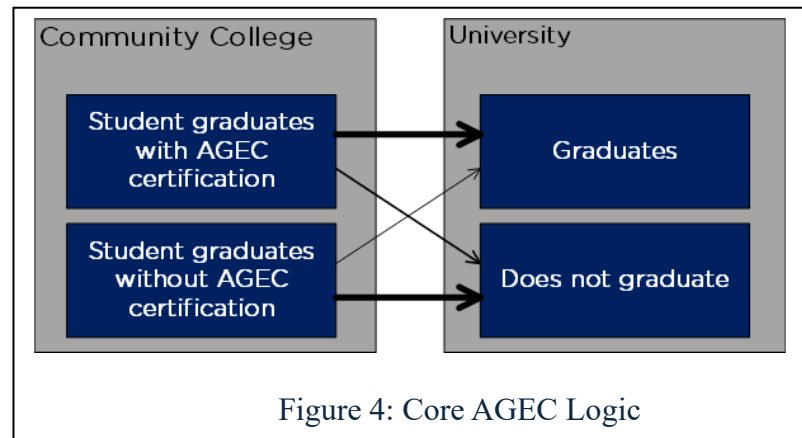 Community College
Student graduates
with AGEC
certification
Student graduates
without AGEC
certification
University
Graduates
Does not graduate
Figure 4: Core AGEC Logic